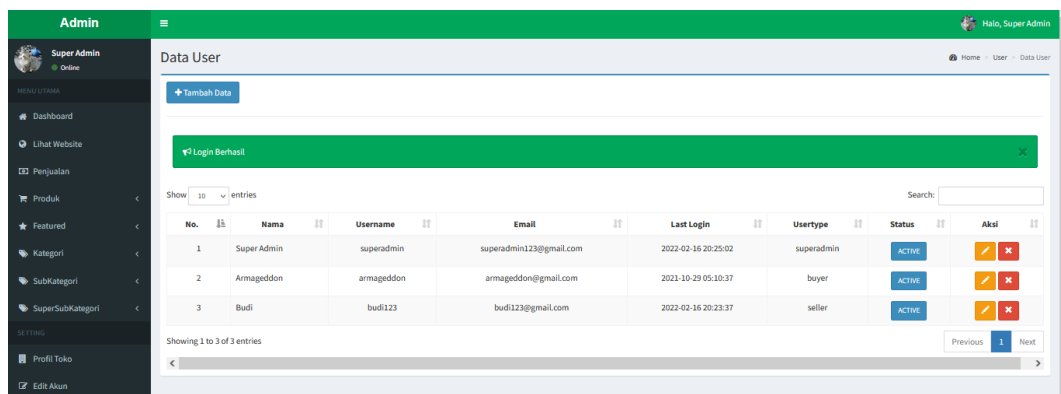 Admin
Halo, Super Admin
Super Admin
Online
MENU UTAMA
Dashboard
Lihat Website
Penjualan
Produk
Featured
Kategori
SubKategori
SuperSubKategori
SETTING
Profil Toko
Edit Akun
Data User
Home > User > Data User
+ Tambah Data
Login Berhasil
Show 10 entries
Search:
No. Nama Username Email Last Login Usertype Status Aksi
1 Super Admin superadmin superadmin123@gmail.com 2022-02-16 20:25:02 superadmin ACTIVE
2 Armageddon armageddon armageddon@gmail.com 2021-10-29 05:10:37 buyer ACTIVE
3 Budi budi123 budi123@gmail.com 2022-02-16 20:23:37 seller ACTIVE
Showing 1 to 3 of 3 entries
Previous 1 Next